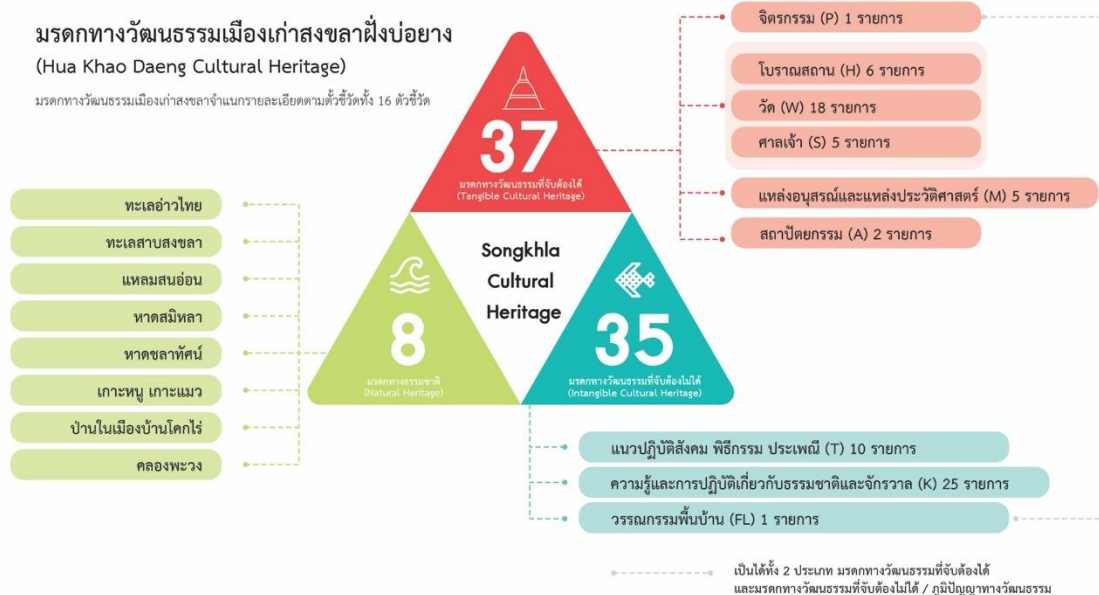 มรดกทางวัฒนธรรมเมืองเก่าสงขลาฝั่งบ่อยาง
(Hua Khao Daeng Cultural Heritage)
มรดกทางวัฒนธรรมเมืองเก่าสงขลาจำแนกรายละเอียดตามตั้วชี้วัดทั้ง 16 ตัวชี้วัด
37
มรดกทางวัฒนธรรมที่จับต้องได้
(Tangible Cultural Heritage)
จิตรกรรม (P) 1 รายการ
โบราณสถาน (H) 6 รายการ
วัด (W) 18 รายการ
ศาลเจ้า (S) 5 รายการ
แหล่งอนุสรณ์และแหล่งประวัติศาสตร์ (M) 5 รายการ
สถาปัตยกรรม (A) 2 รายการ
ทะเลอ่าวไทย
ทะเลสาบสงขลา
แหลมสนอ่อน
หาดสมิหลา
หาดชลาทัศน์
เกาะหนู เกาะแมว
ป่านในเมืองบ้านโคกไร่
คลองพะวง
Songkhla
Cultural
Heritage
8
มรดกทางธรรมชาติ
(Natural Heritage)
35
มรดกทางวัฒนธรรมที่จับต้องไม่ได้
(Intangible Cultural Heritage)
แนวปฏิบัติสังคม พิธีกรรม ประเพณี (T) 10 รายการ
ความรู้และการปฏิบัติเกี่ยวกับธรรมชาติและจักรวาล (K) 25 รายการ
วรรณกรรมพื้นบ้าน (FL) 1 รายการ
เป็นได้ทั้ง 2 ประเภท มรดกทางวัฒนธรรมที่จับต้องได้
และมรดกทางวัฒนธรรมที่จับต้องไม่ได้ / ภูมิปัญญาทางวัฒนธรรม